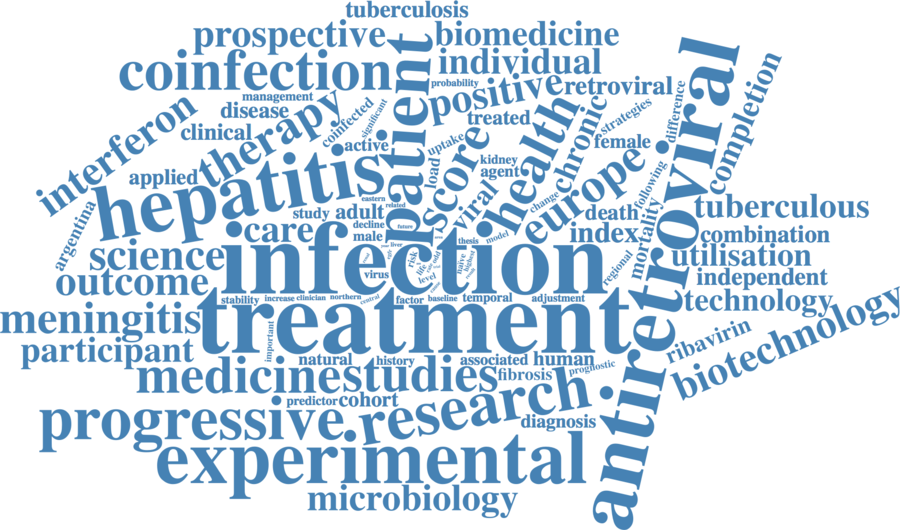 tuberculosis
prospective
biomedicine
coinfection
patient
individual
probability
management
positive
retroviral
disease
therapy
coinfected
significant
treated
strategies
difference
completion
interferon
clinical
active
uptake
score
health
chronic
female
antiretroviral
applied
hepatitis
load
kidney
agent
viral
europe
following
argentina
eastern
related
study
adult
decline
future
change
death
mortality
tuberculous
care
male
liver
thesis
model
index
combination
science
infection
risk
life
level
naive
highest
regional
utilisation
outcome
virus
independent
stability
increase
clinician
northern
central
factor
baseline
temporal
adjustment
technology
meningitis
treatment
important
biotechnology
participant
natural
history
associated
human
ribavirin
medicine
studies
fibrosis
prognostic
predictor
cohort
progressive
research
diagnosis
experimental
microbiology